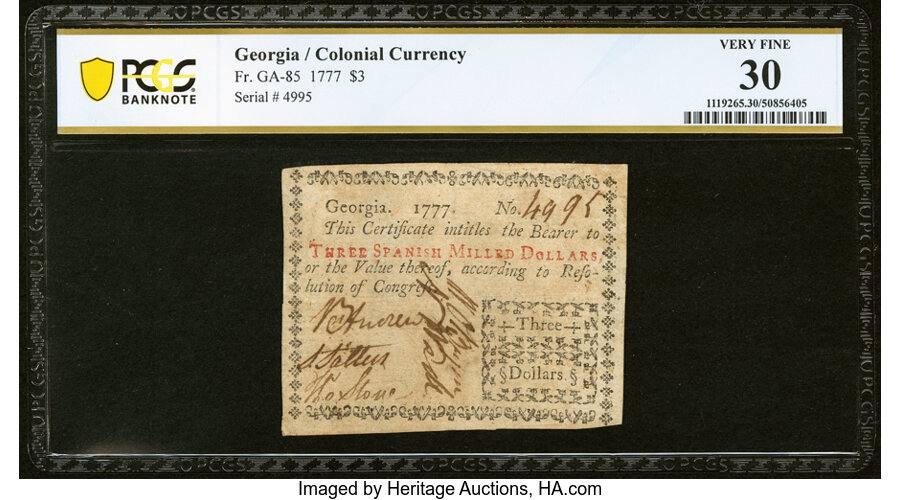 PCGS BANKNOTE
Georgia / Colonial Currency
Fr. GA-85 1777 $3
Serial # 4995
VERY FINE
30
1119265.30/50856405
Georgia. 1777. No. 4995
This Certificate intitles the Bearer to
THREE SPANISH MILLED DOLLARS,
or the Value thereof, according to Reſo-
lution of Congreſs.
Three
§Dollars.§
Imaged by Heritage Auctions, HA.com